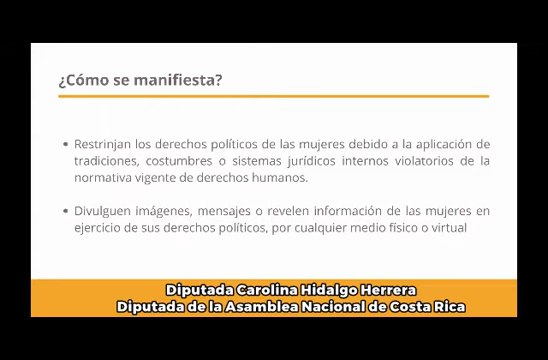 ¿Cómo se manifiesta?
• Restrinjan los derechos políticos de las mujeres debido a la aplicación de
tradiciones, costumbres o sistemas jurídicos internos violatorios de la
normativa vigente de derechos humanos.
• Divulguen imágenes, mensajes o revelen información de las mujeres en
ejercicio de sus derechos políticos, por cualquier medio físico o virtual
Diputada Carolina Hidalgo Herrera
Diputada de la Asamblea Nacional de Costa Rica